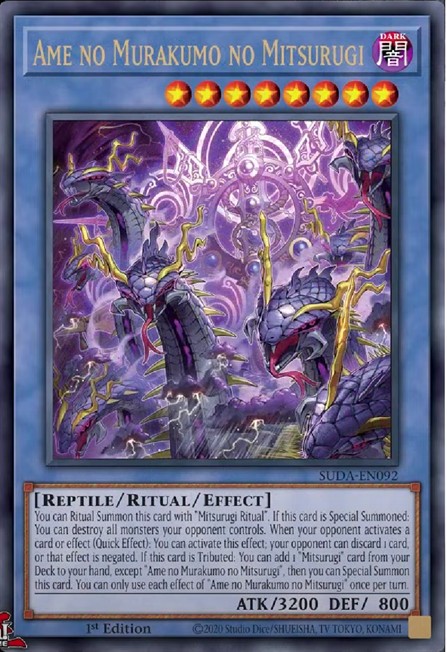 AME NO MURAKUMO NO MITSURUGI
DARK
闇
SUDA-EN092
[REPTILE/RITUAL/EFFECT]
You can Ritual Summon this card with "Mitsurugi Ritual". If this card is Special Summoned:
You can destroy all monsters your opponent controls. When your opponent activates a
card or effect (Quick Effect): You can activate this effect; your opponent can discard 1 card,
or that effect is negated. If this card is Tributed: You can add 1 "Mitsurugi" card from your
Deck to your hand, except "Ame no Murakumo no Mitsurugi", then you can Special Summon
this card. You can only use each effect of "Ame no Murakumo no Mitsurugi" once per turn.
ATK/3200 DEF/ 800
1st Edition
©2020 Studio Dice/SHUEISHA, TV TOKYO, KONAMI